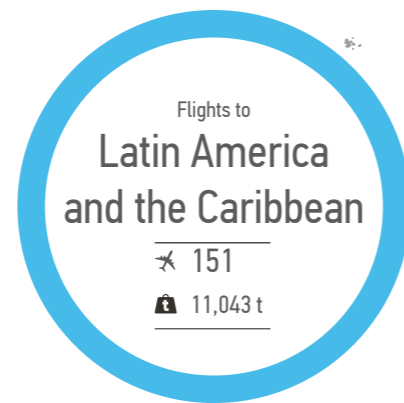 Flights to
Latin America
and the Caribbean
151
t 11,043 t